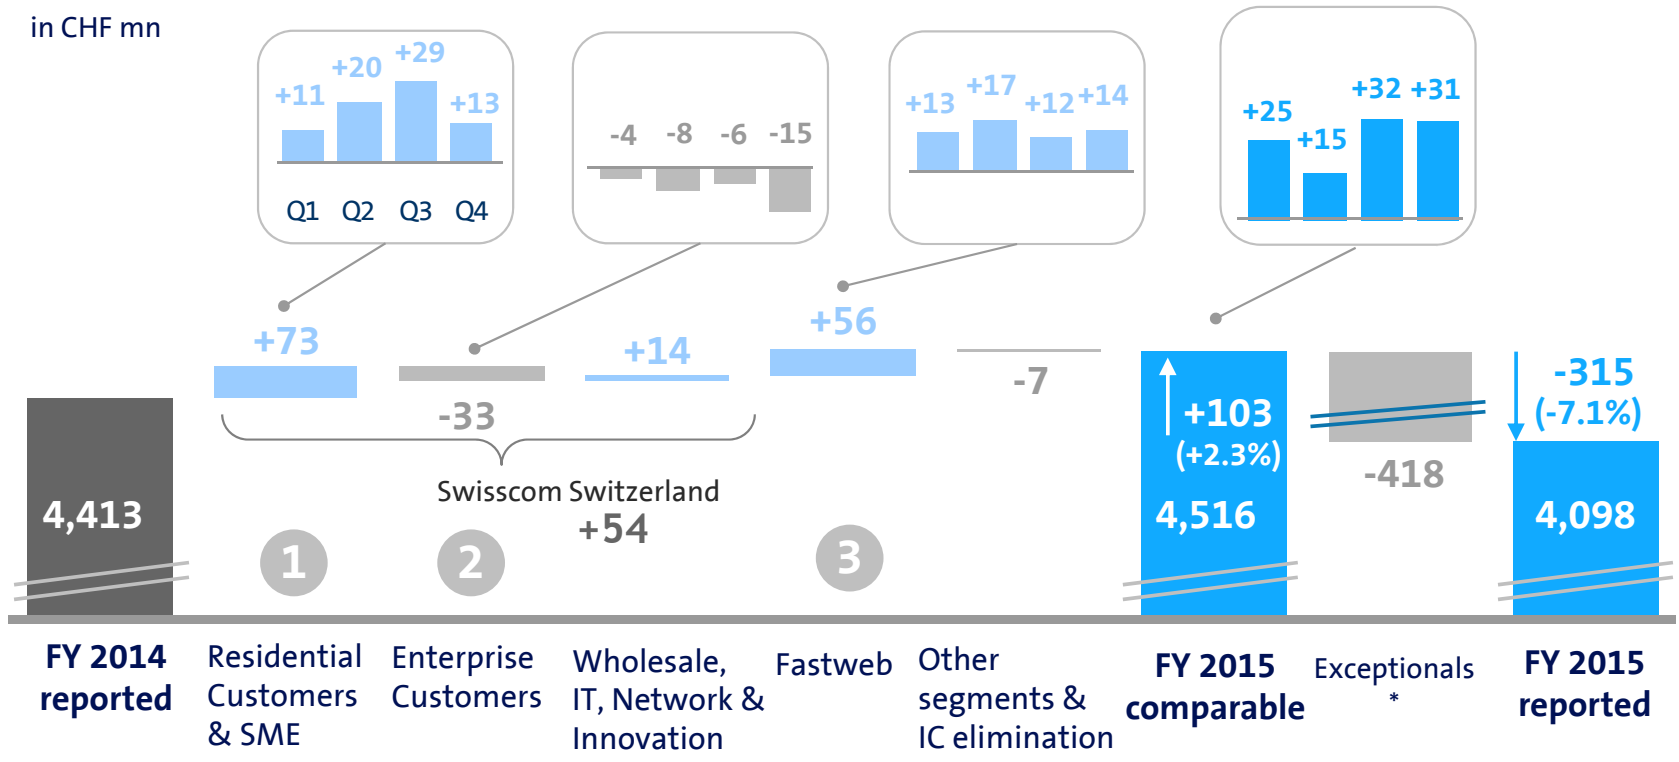 in CHF mn
+11
+20
+29
+13
Q1 Q2 Q3 Q4
-4 -8 -6 -15
+13
+17
+12
+14
+25
+15
+32
+31
+73
-33
+14
+56
-7
Swisscom Switzerland
+54
4,413
1
2
3
+103
(+2.3%)
4,516
-418
-315
(-7.1%)
4,098
FY 2014
reported
Residential
Customers
& SME
Enterprise
Customers
Wholesale,
IT, Network &
Innovation
Fastweb
Other
segments &
IC elimination
FY 2015
comparable
Exceptionals
*
FY 2015
reported